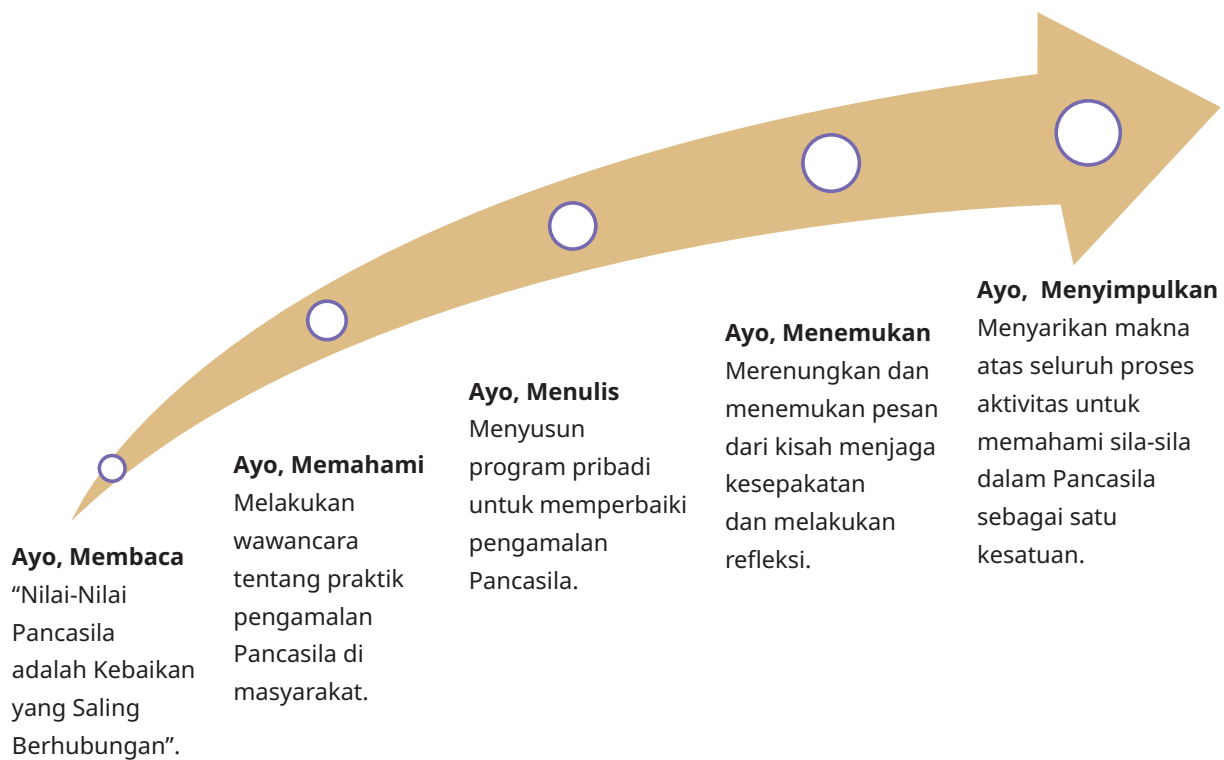 Ayo, Membaca
“Nilai-Nilai
Pancasila
adalah Kebaikan
yang Saling
Berhubungan”.
Ayo, Memahami
Melakukan
wawancara
tentang praktik
pengamalan
Pancasila di
masyarakat.
Ayo, Menulis
Menyusun
program pribadi
untuk memperbaiki
pengamalan
Pancasila.
Ayo, Menemukan
Merenungkan dan
menemukan pesan
dari kisah menjaga
kesepakatan
dan melakukan
refleksi.
Ayo,  Menyimpulkan
Menyarikan makna
atas seluruh proses
aktivitas untuk
memahami sila-sila
dalam Pancasila
sebagai satu
kesatuan.